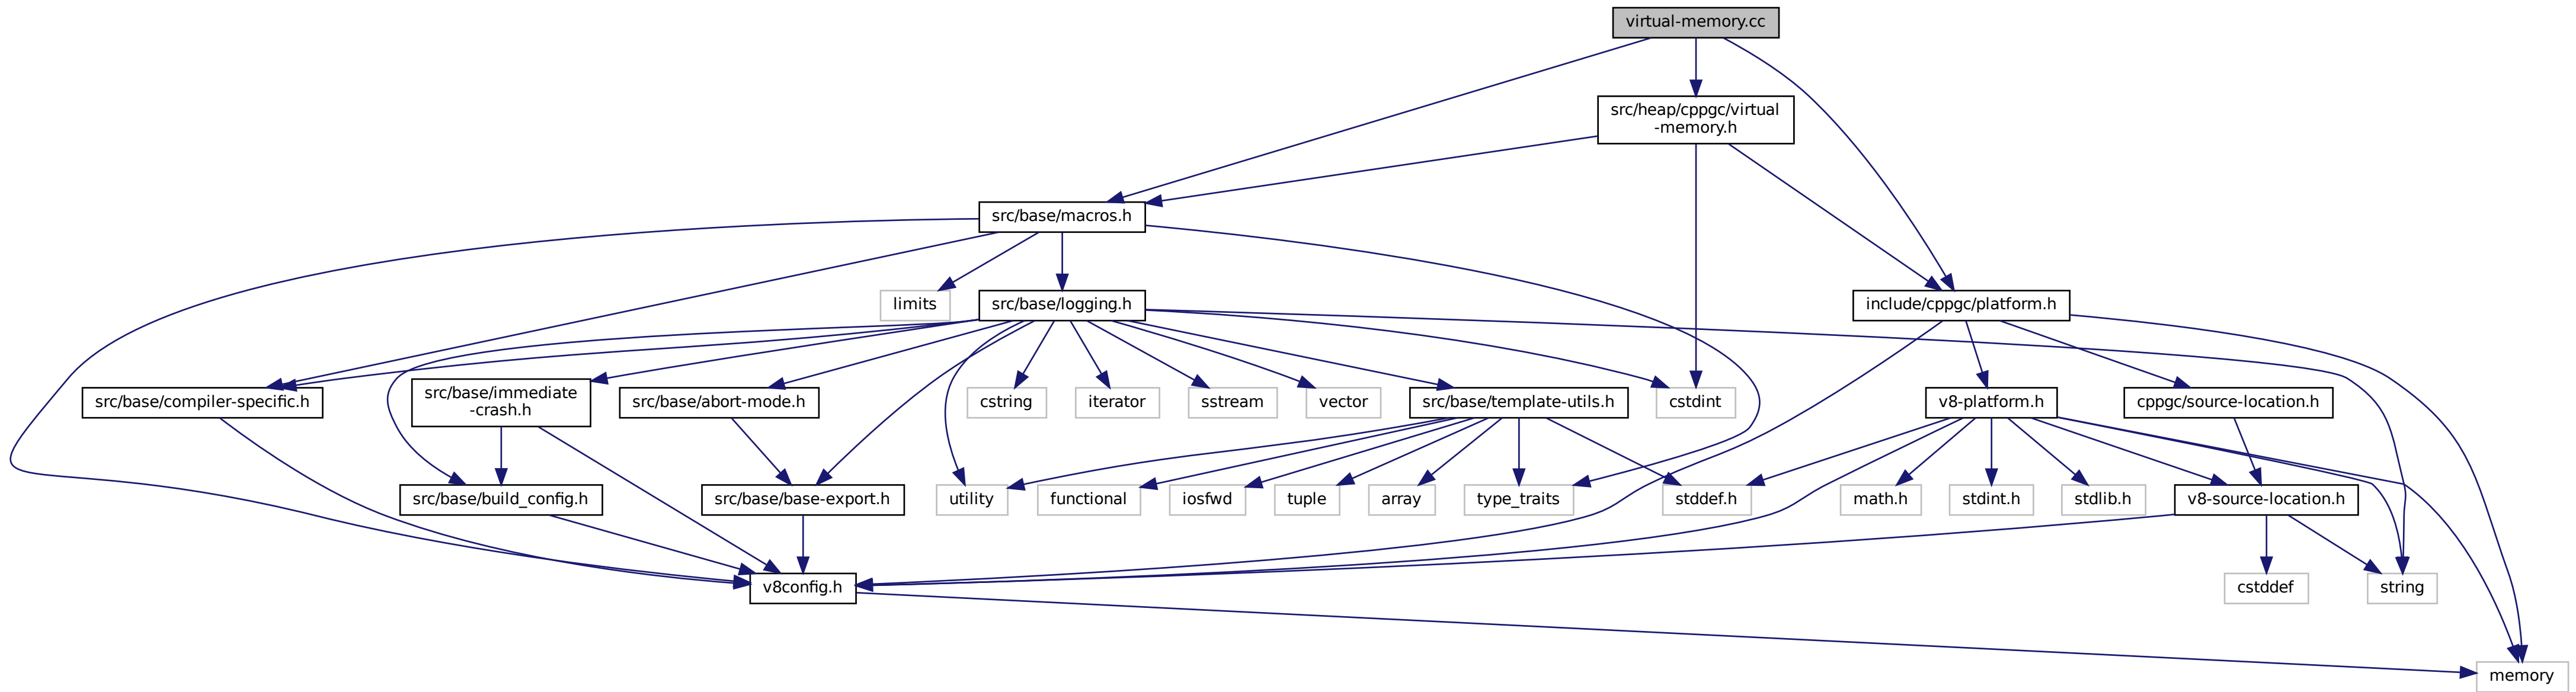 virtual-memory.cc
src/heap/cppgc/virtual
-memory.h
src/base/macros.h
limits
src/base/logging.h
include/cppgc/platform.h
src/base/compiler-specific.h
src/base/immediate
-crash.h
src/base/abort-mode.h
cstring
iterator
sstream
vector
src/base/template-utils.h
cstdint
v8-platform.h
cppgc/source-location.h
src/base/build_config.h
src/base/base-export.h
utility
functional
iosfwd
tuple
array
type_traits
stddef.h
math.h
stdint.h
stdlib.h
v8-source-location.h
v8config.h
cstddef
string
memory